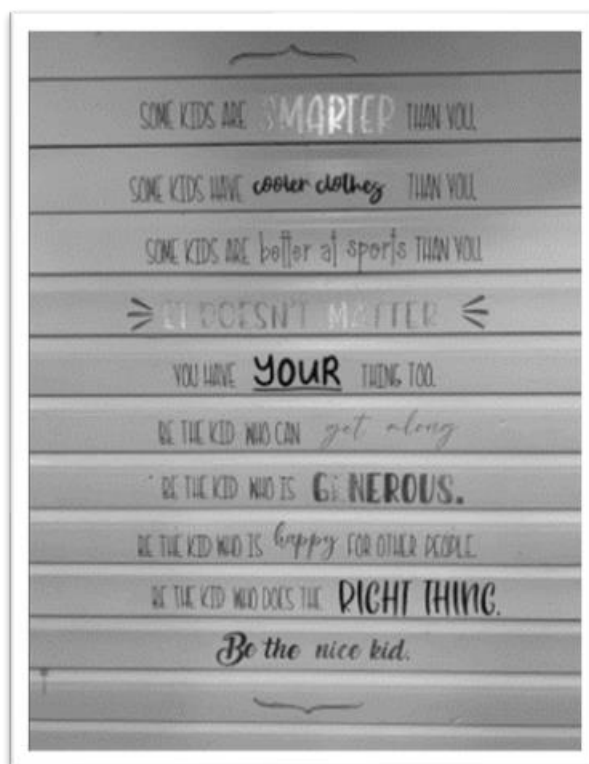 SOME KIDS ARE SMARTER THAN YOU.
SOME KIDS HAVE cooler clothes THAN YOU.
SOME KIDS ARE better at sports THAN YOU.
IT DOESN'T MATTER
YOU HAVE YOUR THING TOO.
BE THE KID WHO CAN get along
BE THE KID WHO IS GENEROUS.
BE THE KID WHO IS happy FOR OTHER PEOPLE.
BE THE KID WHO DOES THE RIGHT THING.
Be the nice kid.